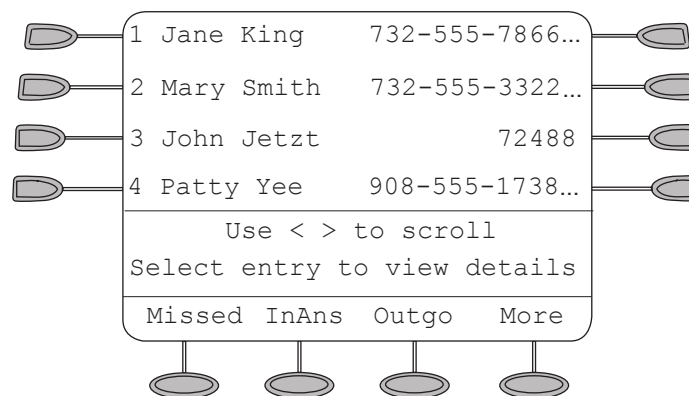 1 Jane King 732-555-7866...
2 Mary Smith 732-555-3322...
3 John Jetzt 72488
4 Patty Yee 908-555-1738...
Use < > to scroll
Select entry to view details
Missed InAns Outgo More